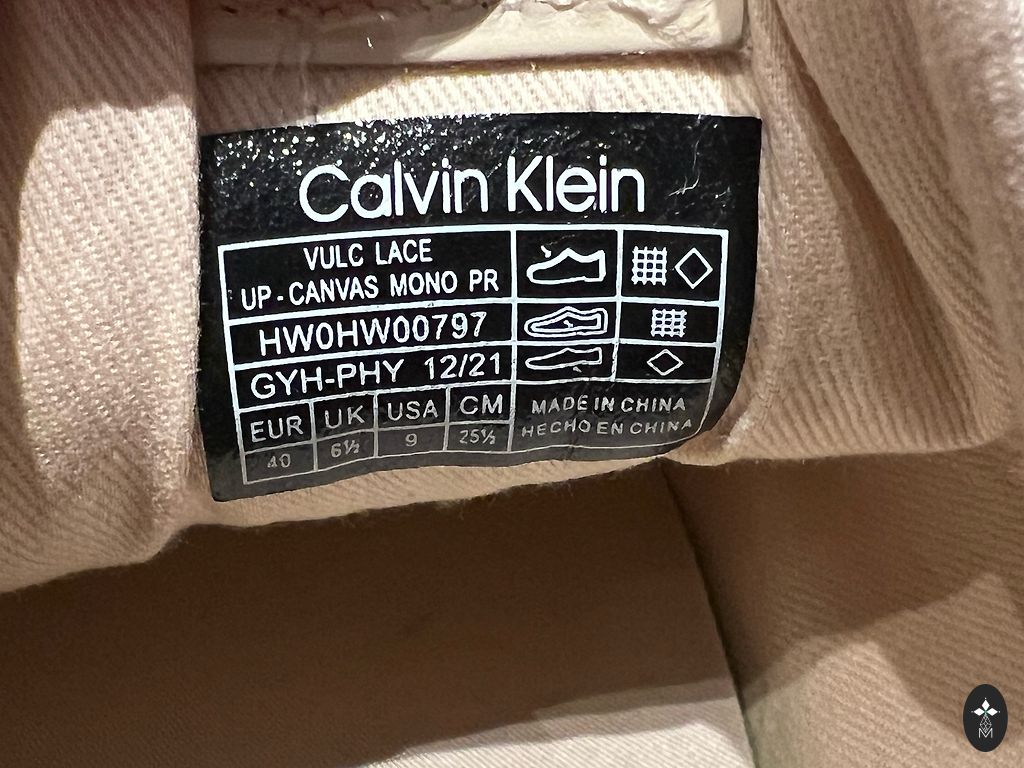 Calvin Klein
VULC LACE
UP - CANVAS MONO PR
HW0HW00797
GYH-PHY 12/21
EUR UK USA CM
40 6½ 9 25½
MADE IN CHINA
HECHO EN CHINA
M